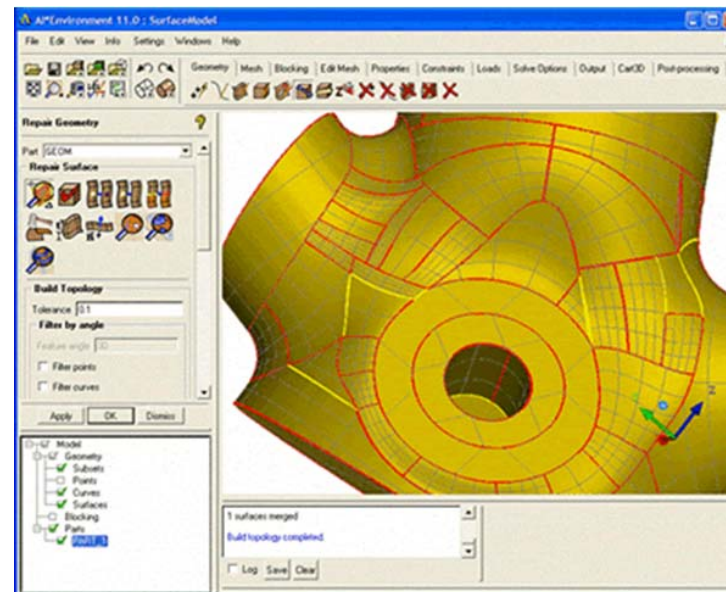 AI*Environment 11.0 : SurfaceModel
File Edit View Info Settings Windows Help
Geometry Mesh Blocking Edit Mesh Properties Constraints Loads Solve Options Output Cart3D Post-processing
Repair Geometry
Part GEOM
Repair Surface
Build Topology
Tolerance 0.1
Filter by angle
Feature angle 30
Filter points
Filter curves
Apply OK Dismiss
Model
Geometry
Subsets
Points
Curves
Surfaces
Blocking
Parts
PART_1
1 surfaces merged
Build topology completed.
Log Save Clear